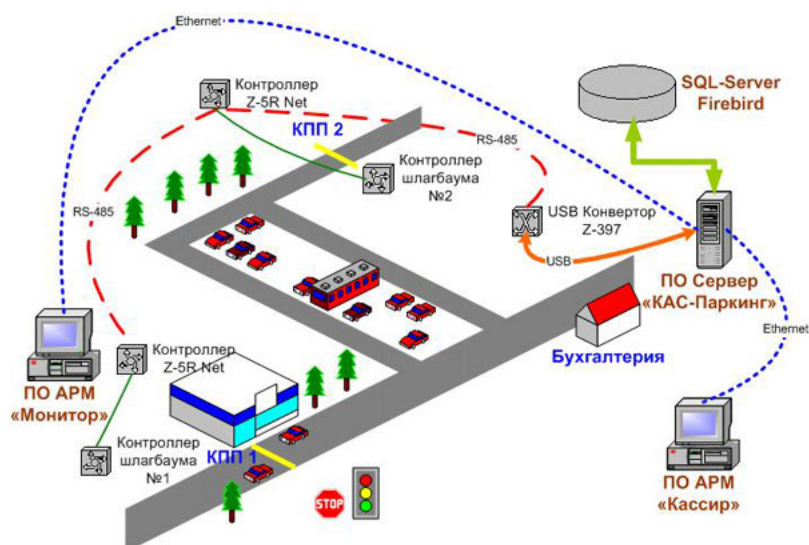 Ethernet
Контроллер
Z-5R Net
КПП 2
RS-485
SQL-Server
Firebird
Контроллер
шлагбаума
№2
RS-485
USB Конвертор
Z-397
USB
ПО Сервер
«КАС-Паркинг»
Ethernet
Бухгалтерия
ПО АРМ
«Монитор»
Контроллер
Z-5R Net
Контроллер
шлагбаума
№1
КПП 1
STOP
ПО АРМ
«Кассир»